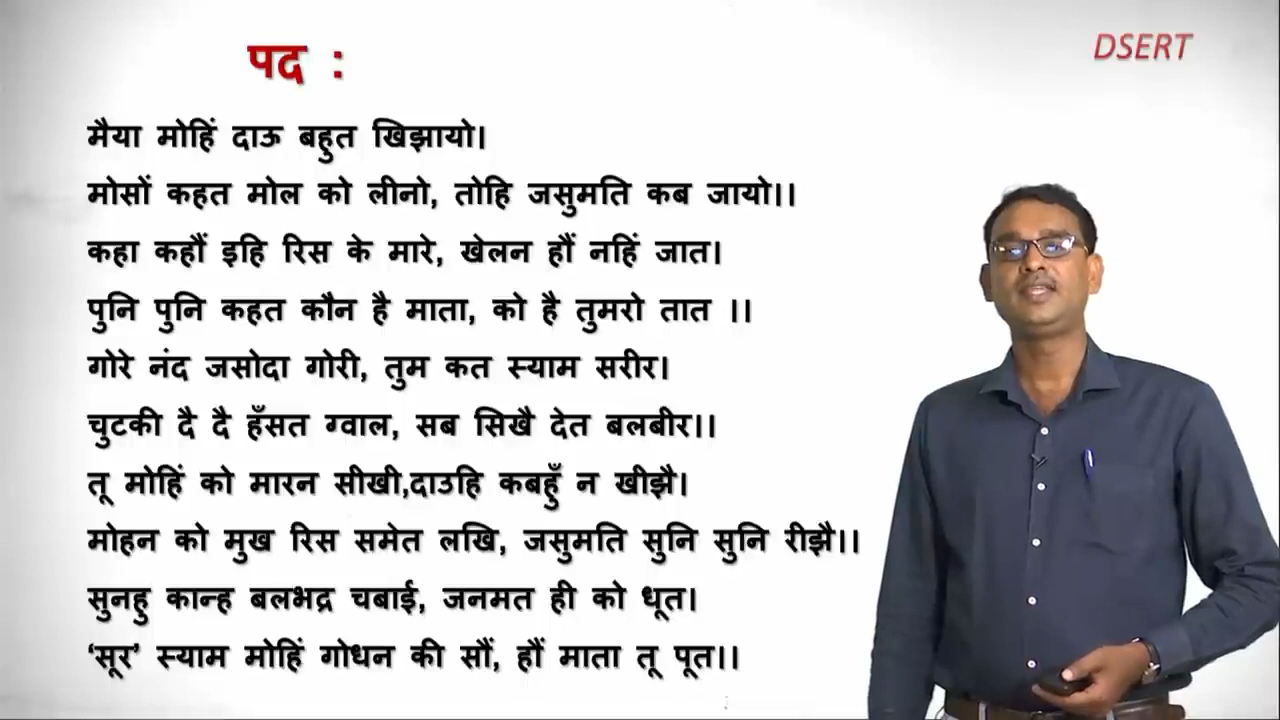 पद :
DSERT
मैया मोहिं दाऊ बहुत खिझायो।
मोसों कहत मोल को लीनो, तोहि जसुमति कब जायो।।
कहा कहौं इहि रिस के मारे, खेलन हौं नहिं जात।
पुनि पुनि कहत कौन है माता, को है तुमरो तात ।।
गोरे नंद जसोदा गोरी, तुम कत स्याम सरीर।
चुटकी दै दै हँसत ग्वाल, सब सिखै देत बलबीर।।
तू मोहिं को मारन सीखी,दाउहि कबहुँ न खीझै।
मोहन को मुख रिस समेत लखि, जसुमति सुनि सुनि रीझै।।
सुनहु कान्ह बलभद्र चबाई, जनमत ही को धूत।
‘सूर’ स्याम मोहिं गोधन की सौं, हौं माता तू पूत।।